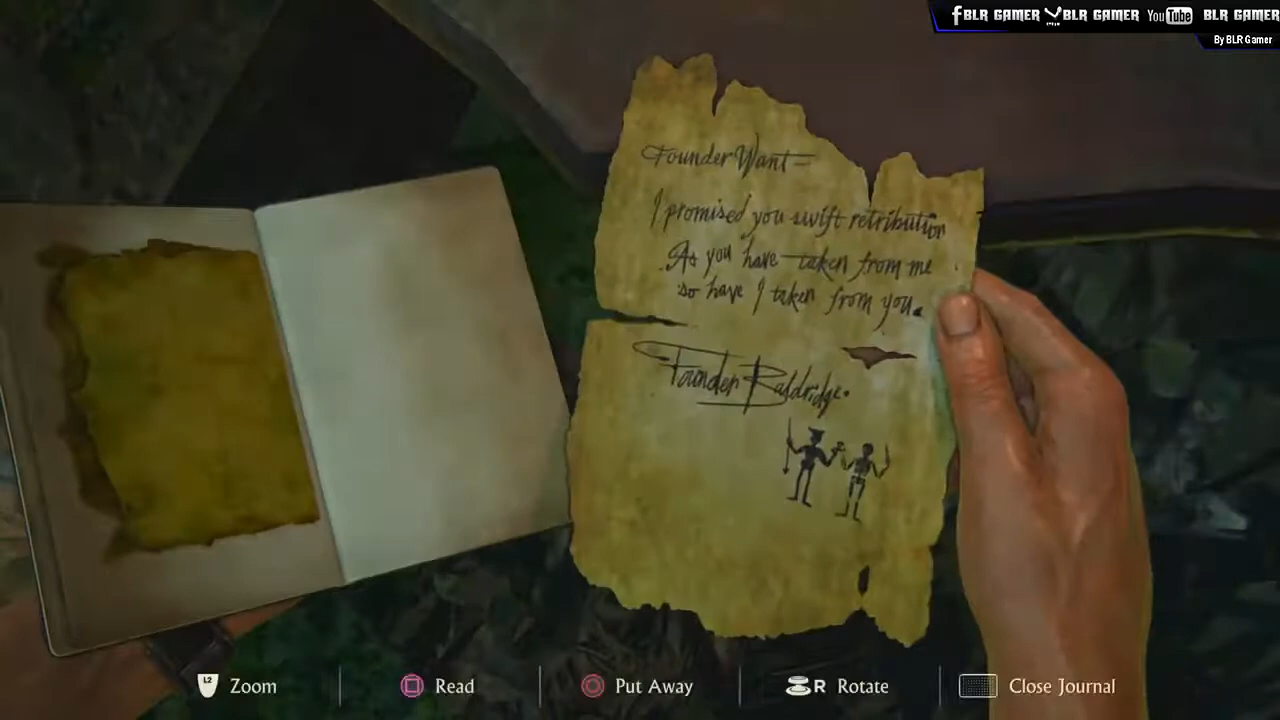 BLR GAMER BLR GAMER YouTube BLR GAMER
By BLR Gamer
Founder Want -
I promised you swift retribution
As you have taken from me
so have I taken from you.
Founder Baldridge.
L2 Zoom
Read
Put Away
R Rotate
Close Journal